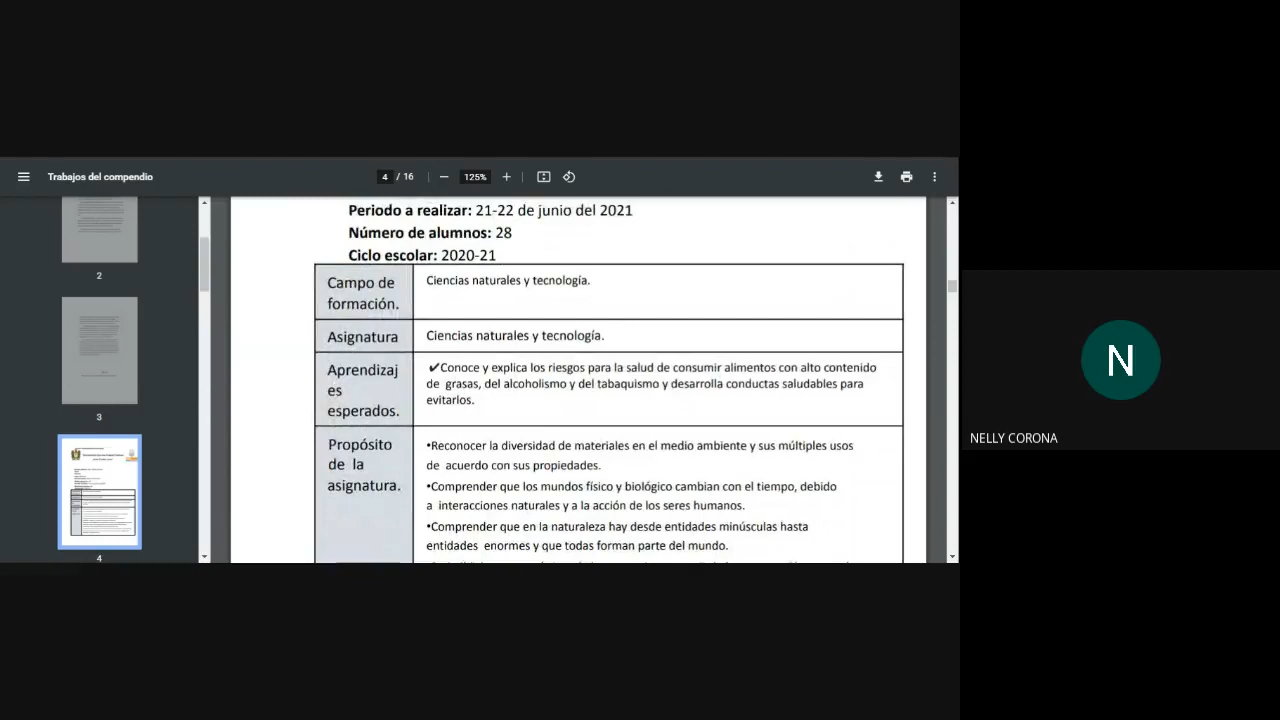 Trabajos del compendio
4 / 16
125%
2
3
4
Periodo a realizar: 21-22 de junio del 2021
Número de alumnos: 28
Ciclo escolar: 2020-21
Campo de
formación.
Ciencias naturales y tecnología.
Asignatura
Ciencias naturales y tecnología.
Aprendizaj
es
esperados.
✔Conoce y explica los riesgos para la salud de consumir alimentos con alto contenido
de grasas, del alcoholismo y del tabaquismo y desarrolla conductas saludables para
evitarlos.
Propósito
de la
asignatura.
•Reconocer la diversidad de materiales en el medio ambiente y sus múltiples usos
de acuerdo con sus propiedades.
•Comprender que los mundos físico y biológico cambian con el tiempo, debido
a interacciones naturales y a la acción de los seres humanos.
•Comprender que en la naturaleza hay desde entidades minúsculas hasta
entidades enormes y que todas forman parte del mundo.
N
NELLY CORONA